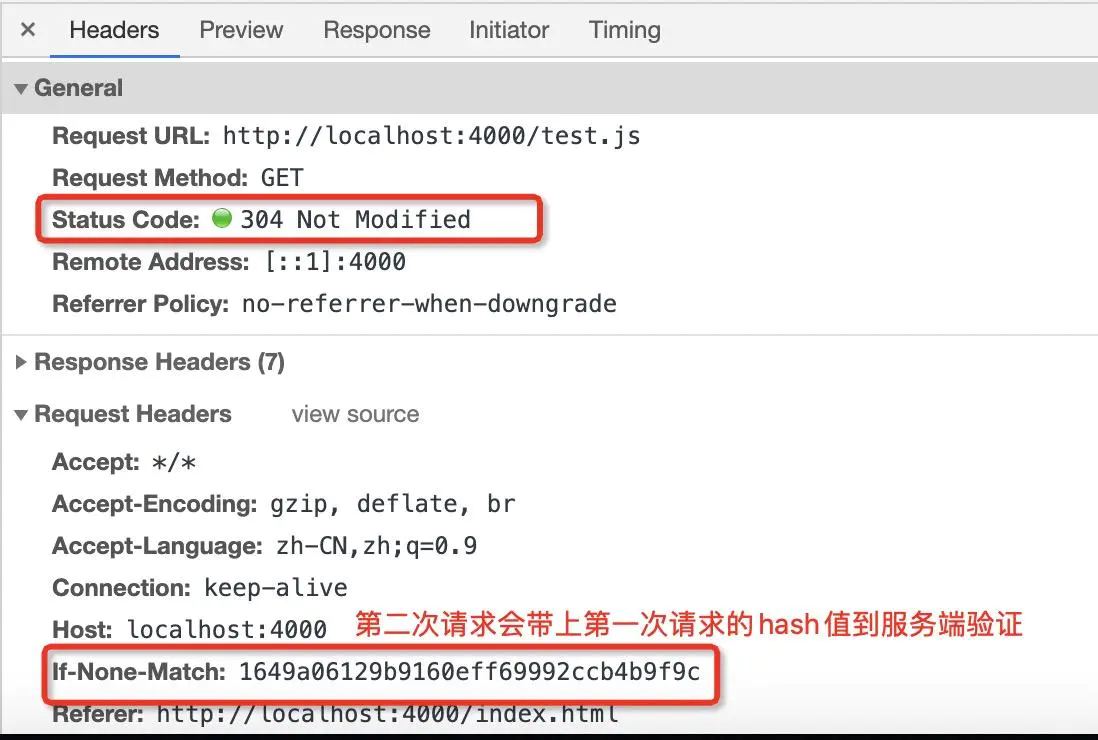 × Headers Preview Response Initiator Timing
▼ General
Request URL: http://localhost:4000/test.js
Request Method: GET
Status Code: 304 Not Modified
Remote Address: [::1]:4000
Referrer Policy: no-referrer-when-downgrade
▶ Response Headers (7)
▼ Request Headers view source
Accept: */*
Accept-Encoding: gzip, deflate, br
Accept-Language: zh-CN,zh;q=0.9
Connection: keep-alive
Host: localhost:4000 第二次请求会带上第一次请求的hash值到服务端验证
If-None-Match: 1649a06129b9160eff69992ccb4b9f9c
Referer: http://localhost:4000/index.html